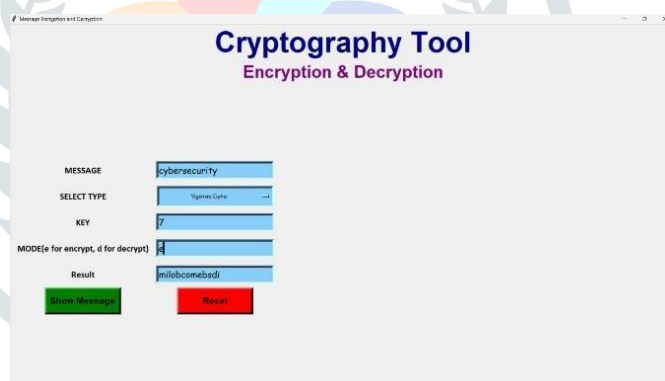 Message Encryption and Decryption
Cryptography Tool
Encryption & Decryption
MESSAGE cybersecurity
SELECT TYPE Vigenere Cipher
KEY 7
MODE(e for encrypt, d for decrypt) e
Result milobcomebsdi
Show Message Reset